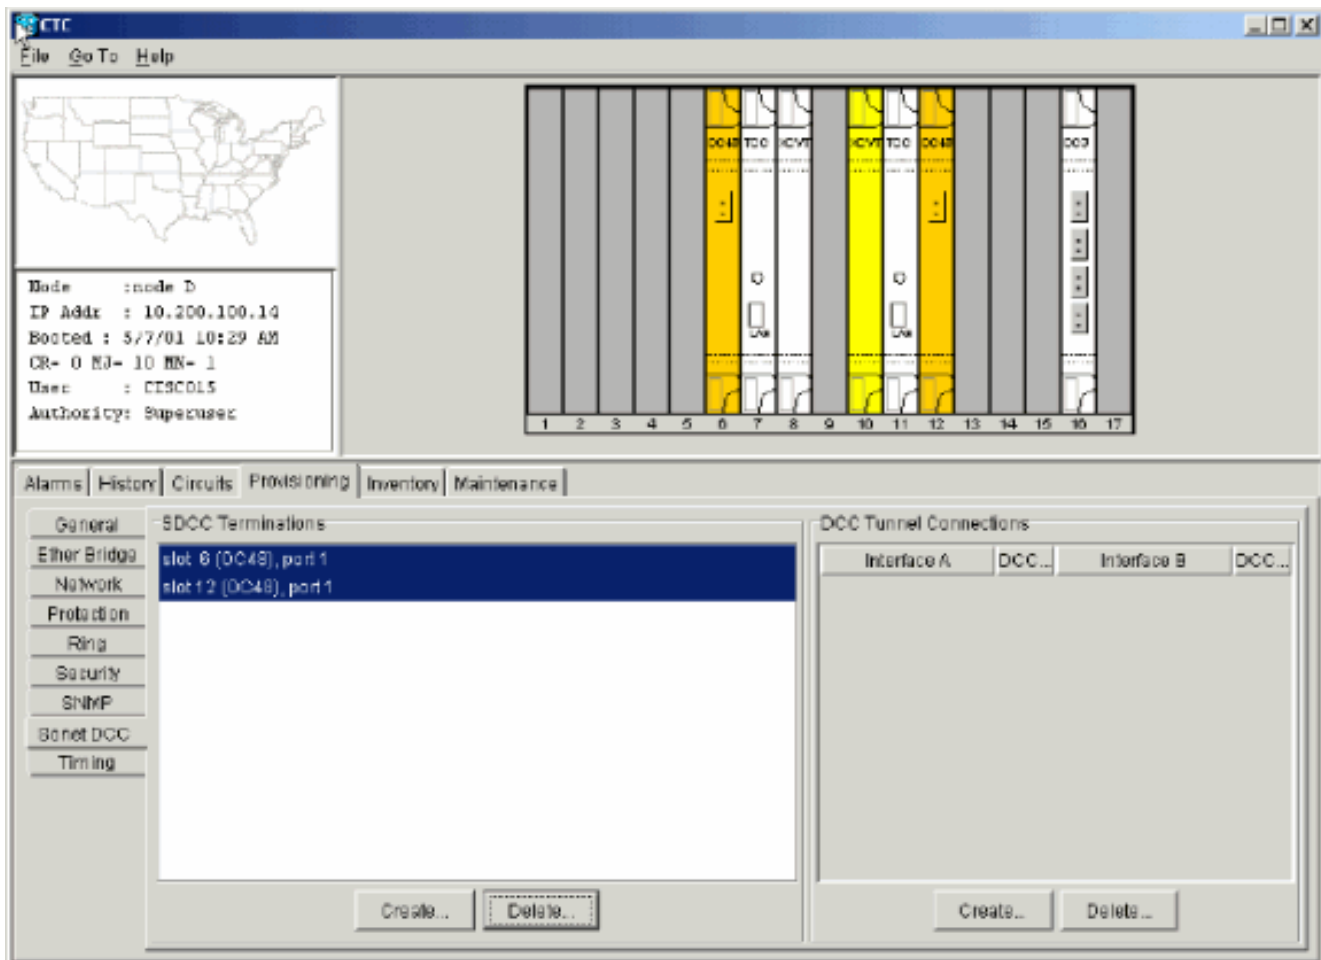 CTC
File Go To Help
OC48 TCC XCVT XCVT TCC OC48 OC3
LAN LAN
1 2 3 4 5 6 7 8 9 10 11 12 13 14 15 16 17
Node :node D
IP Addr : 10.200.100.14
Booted : 5/7/01 10:29 AM
CR- 0 MJ- 10 MN- 1
User : CISCO15
Authority: Superuser
Alarms History Circuits Provisioning Inventory Maintenance
General
Ether Bridge
Network
Protection
Ring
Security
SNMP
Sonet DCC
Timing
SDCC Terminations
slot 6 (OC48), port 1
slot 12 (OC48), port 1
Create... Delete...
DCC Tunnel Connections
Interface A DCC... Interface B DCC...
Create... Delete...